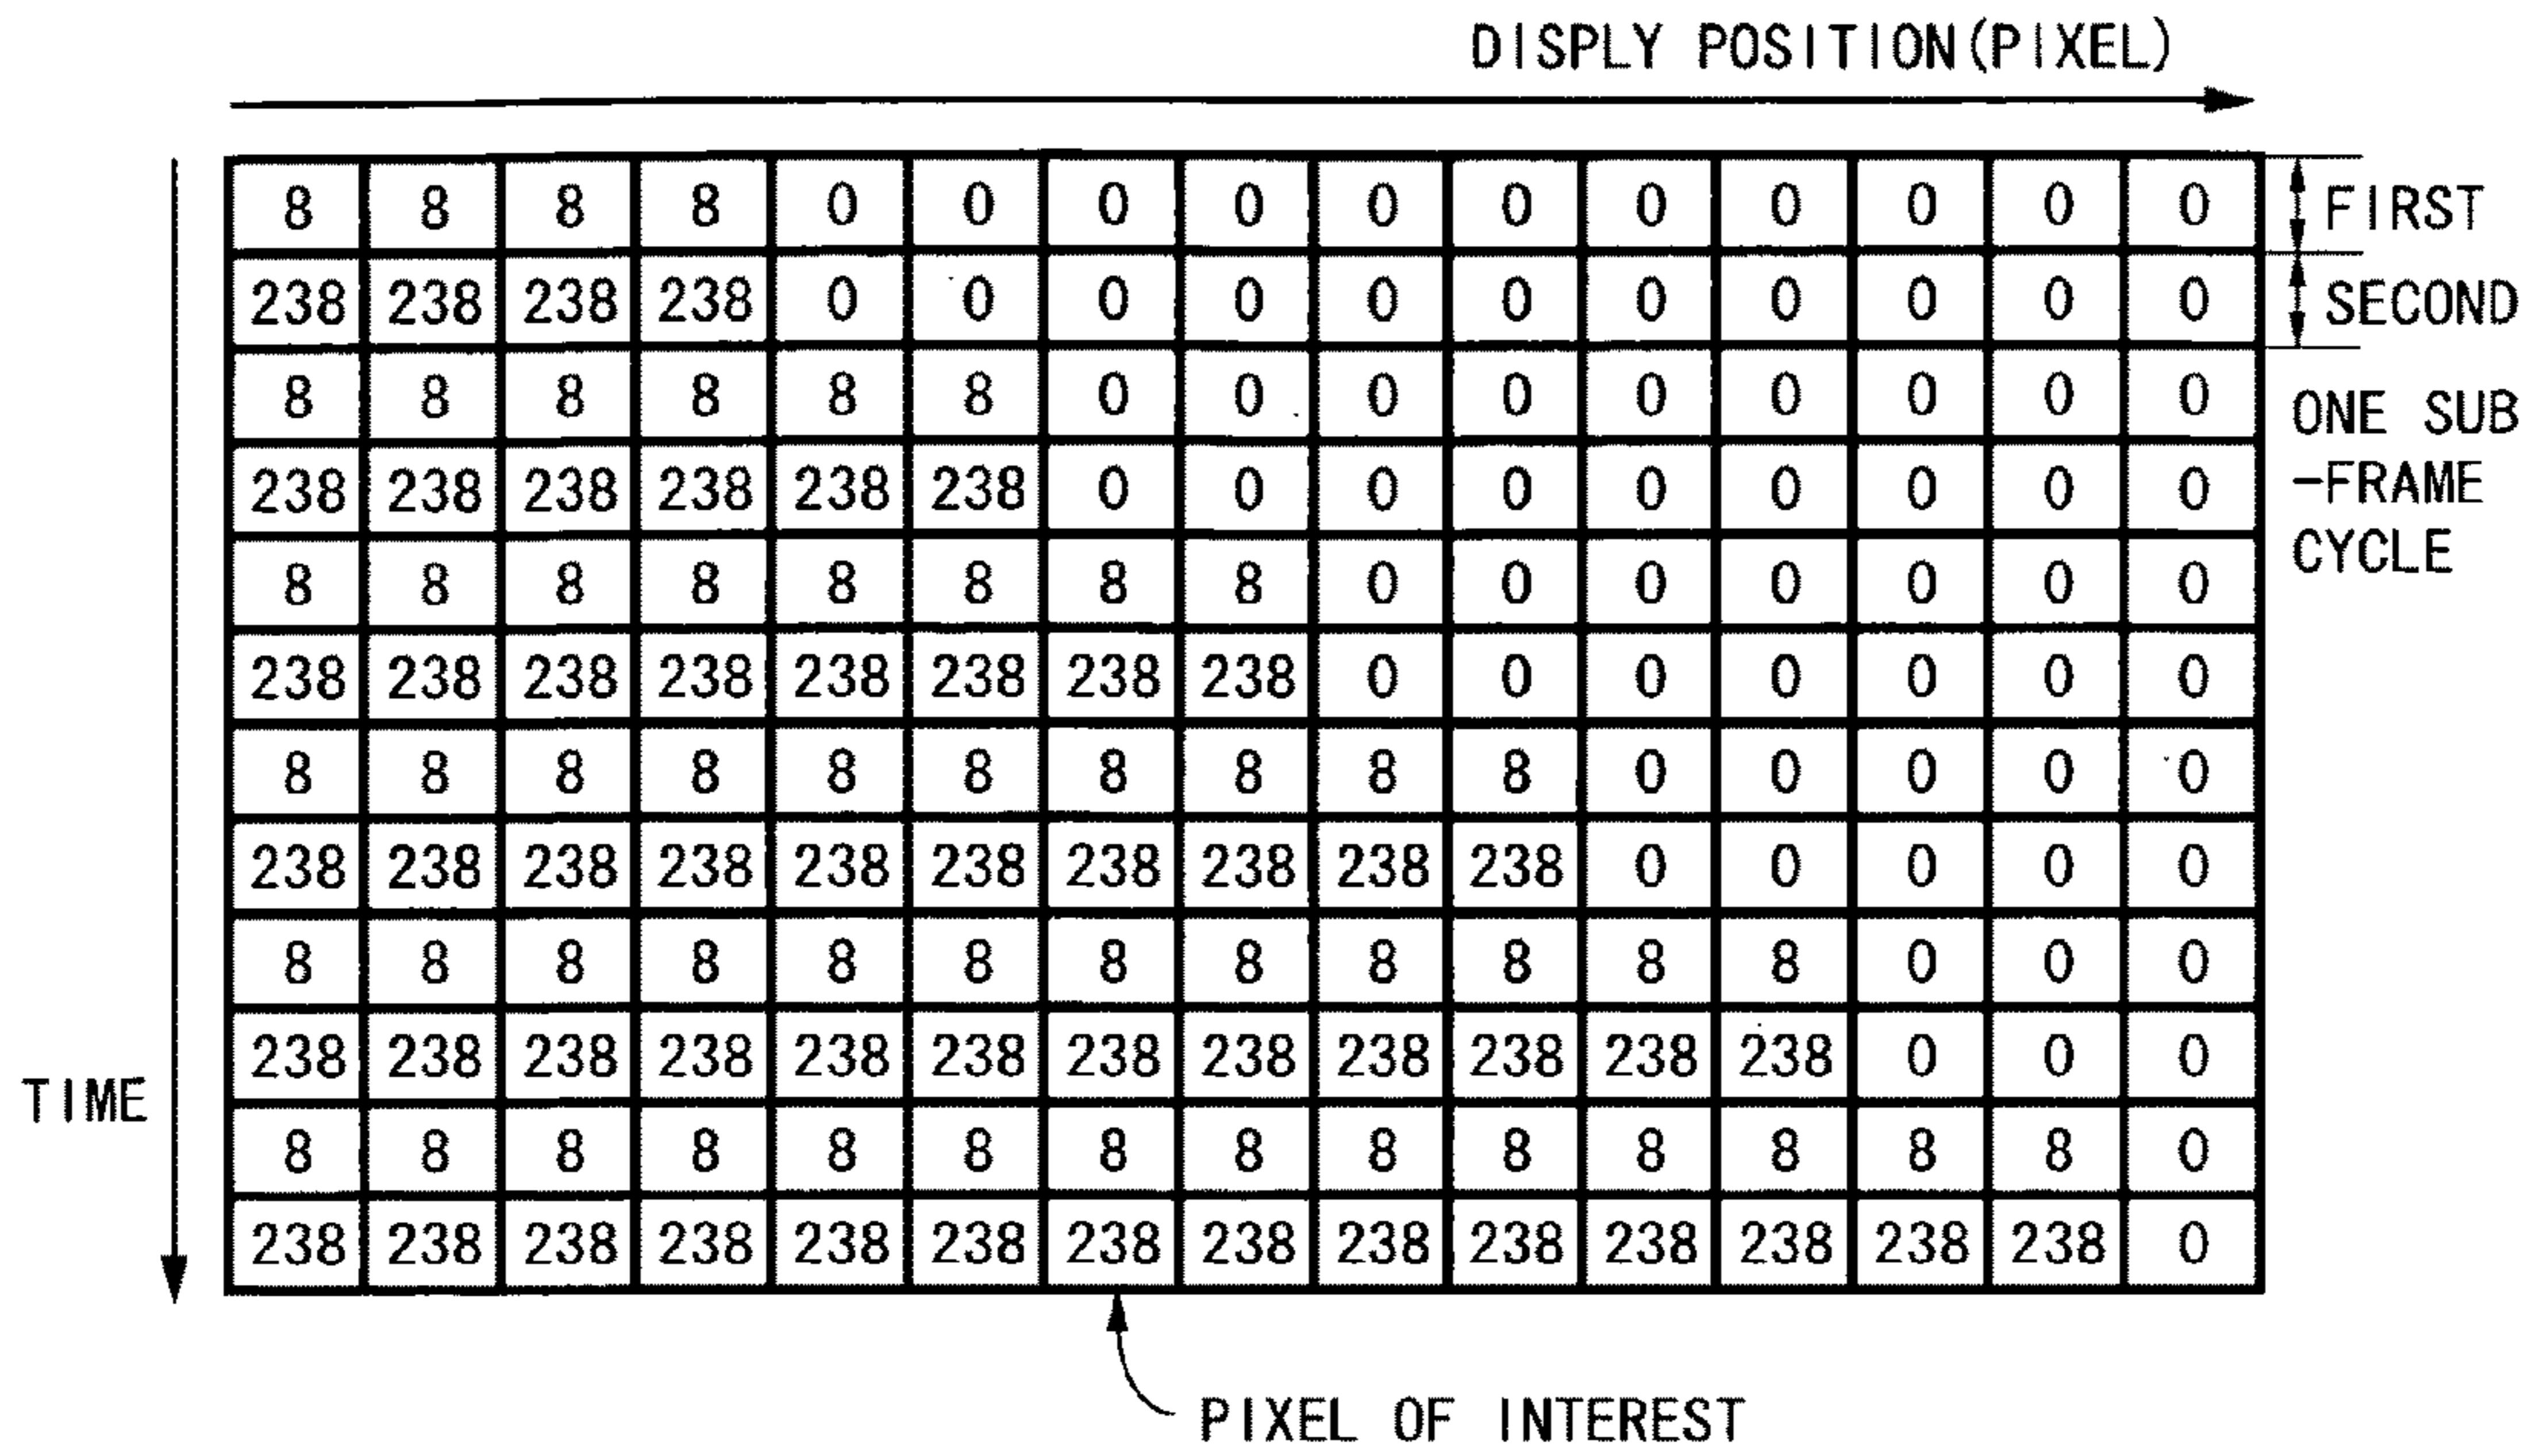 DISPLY POSITION(PIXEL)
8 8 8 8 0 0 0 0 0 0 0 0 0 0 0 FIRST
238 238 238 238 0 0 0 0 0 0 0 0 0 0 0 SECOND
8 8 8 8 8 8 0 0 0 0 0 0 0 0 0
ONE SUB
238 238 238 238 238 238 0 0 0 0 0 0 0 0 0
-FRAME
CYCLE
8 8 8 8 8 8 8 8 0 0 0 0 0 0 0
238 238 238 238 238 238 238 238 0 0 0 0 0 0 0
8 8 8 8 8 8 8 8 8 8 0 0 0 0 0
238 238 238 238 238 238 238 238 238 238 0 0 0 0 0
8 8 8 8 8 8 8 8 8 8 8 8 0 0 0
238 238 238 238 238 238 238 238 238 238 238 238 0 0 0
TIME
8 8 8 8 8 8 8 8 8 8 8 8 8 8 0
238 238 238 238 238 238 238 238 238 238 238 238 238 238 0
PIXEL OF INTEREST